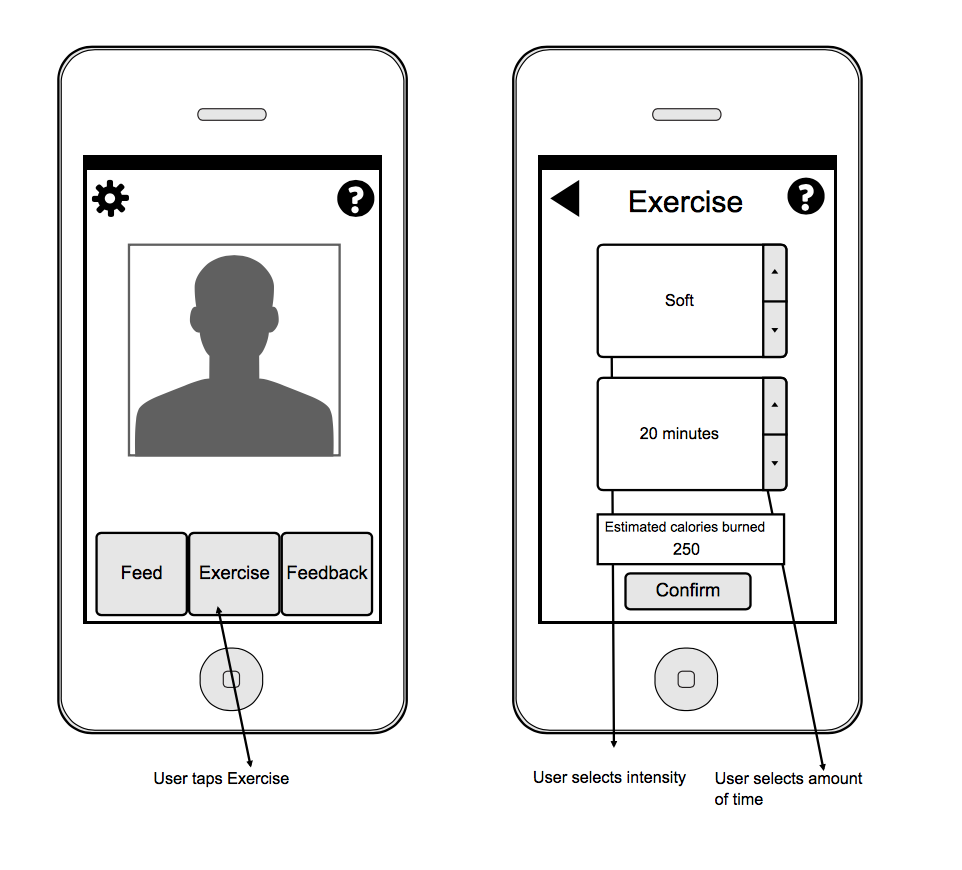 ?
Feed
Exercise
Feedback
User taps Exercise
Exercise
?
Soft
20 minutes
Estimated calories burned
250
Confirm
User selects intensity
User selects amount
of time